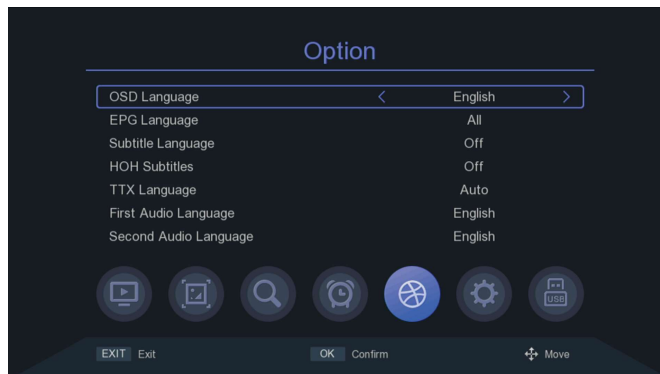 Option
OSD Language < English >
EPG Language All
Subtitle Language Off
HOH Subtitles Off
TTX Language Auto
First Audio Language English
Second Audio Language English
USB
EXIT Exit OK Confirm Move